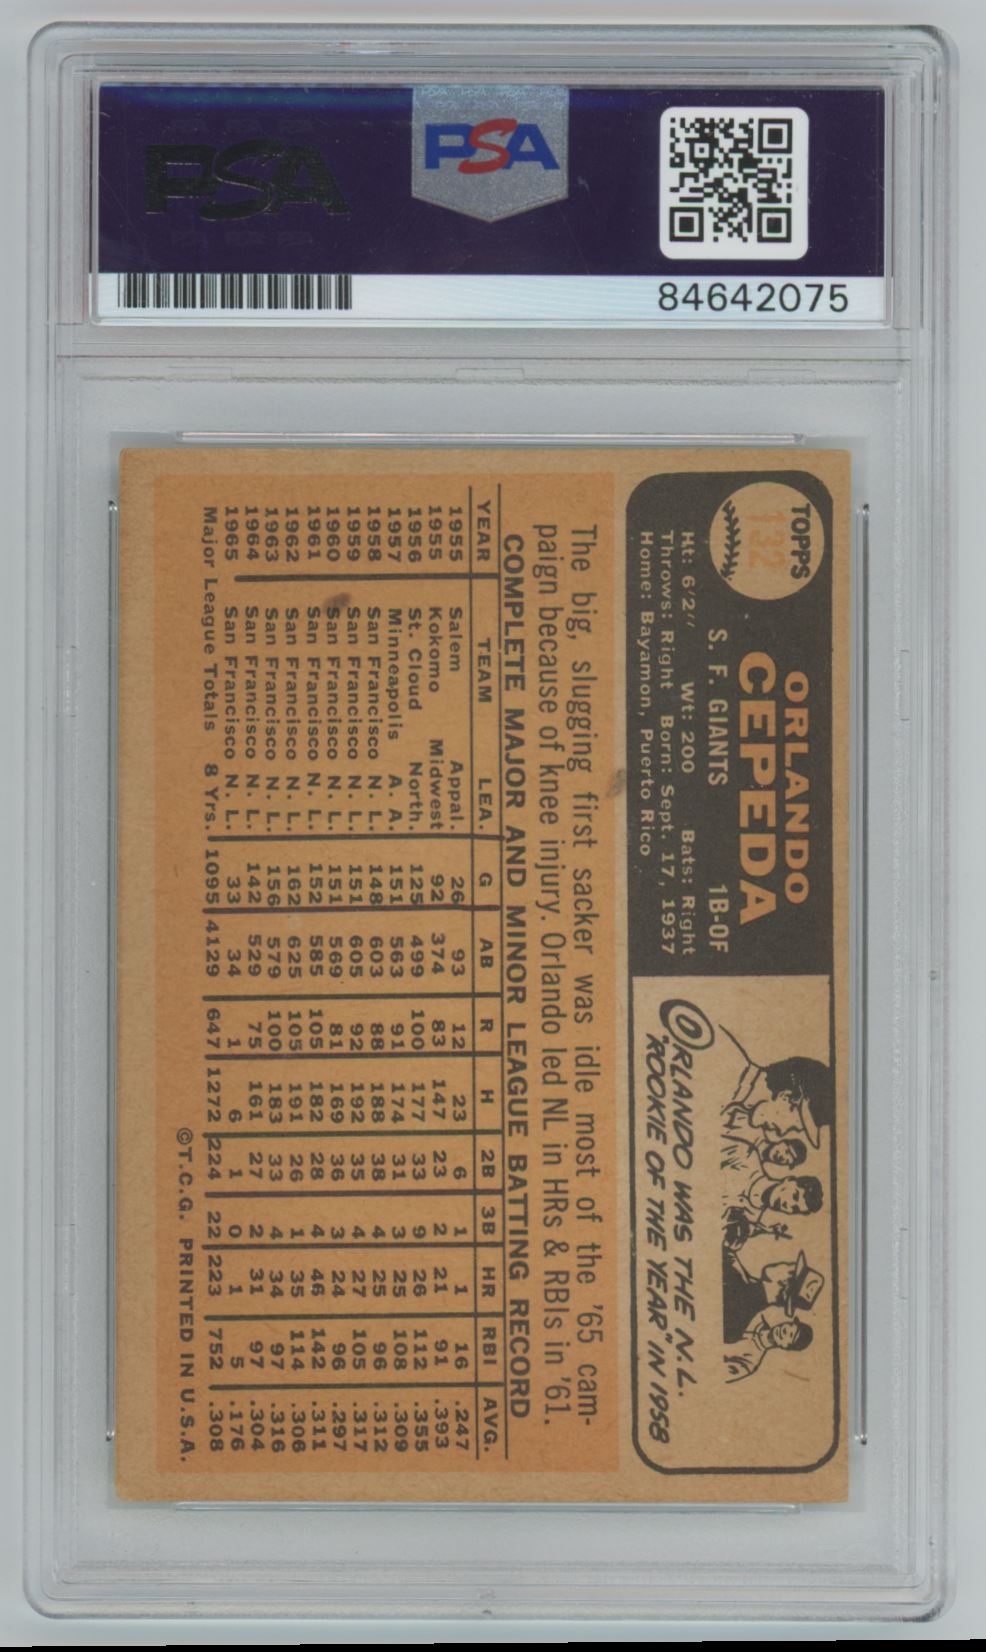 PSA
PSA
84642075
TOPPS
132
ORLANDO
CEPEDA
S. F. GIANTS 1B-OF
Ht: 6'2" Wt: 200 Bats: Right
Throws: Right Born: Sept. 17, 1937
Home: Bayamon, Puerto Rico
ORLANDO WAS THE N.L.
"ROOKIE OF THE YEAR" IN 1958
The big, slugging first sacker was idle most of the '65 cam-
paign because of knee injury. Orlando led NL in HRs & RBIs in '61.
COMPLETE MAJOR AND MINOR LEAGUE BATTING RECORD
YEAR TEAM LEA. G AB R H 2B 3B HR RBI AVG.
1955 Salem Appal. 26 93 12 23 6 1 1 16 .247
1955 Kokomo Midwest 92 374 83 147 23 2 21 91 .393
1956 St. Cloud North. 125 499 100 177 33 9 26 112 .355
1957 Minneapolis A. A. 151 563 91 174 31 3 25 108 .309
1958 San Francisco N. L. 148 603 88 188 38 4 25 96 .312
1959 San Francisco N. L. 151 605 92 192 35 4 27 105 .317
1960 San Francisco N. L. 151 569 81 169 36 3 24 96 .297
1961 San Francisco N. L. 152 585 105 182 28 4 46 142 .311
1962 San Francisco N. L. 162 625 105 191 26 1 35 114 .306
1963 San Francisco N. L. 156 579 100 183 33 4 34 97 .316
1964 San Francisco N. L. 142 529 75 161 27 2 31 97 .304
1965 San Francisco N. L. 33 34 1 6 1 0 1 5 .176
Major League Totals 8 Yrs. 1095 4129 647 1272 224 22 223 752 .308
©T.C.G. PRINTED IN U.S.A.